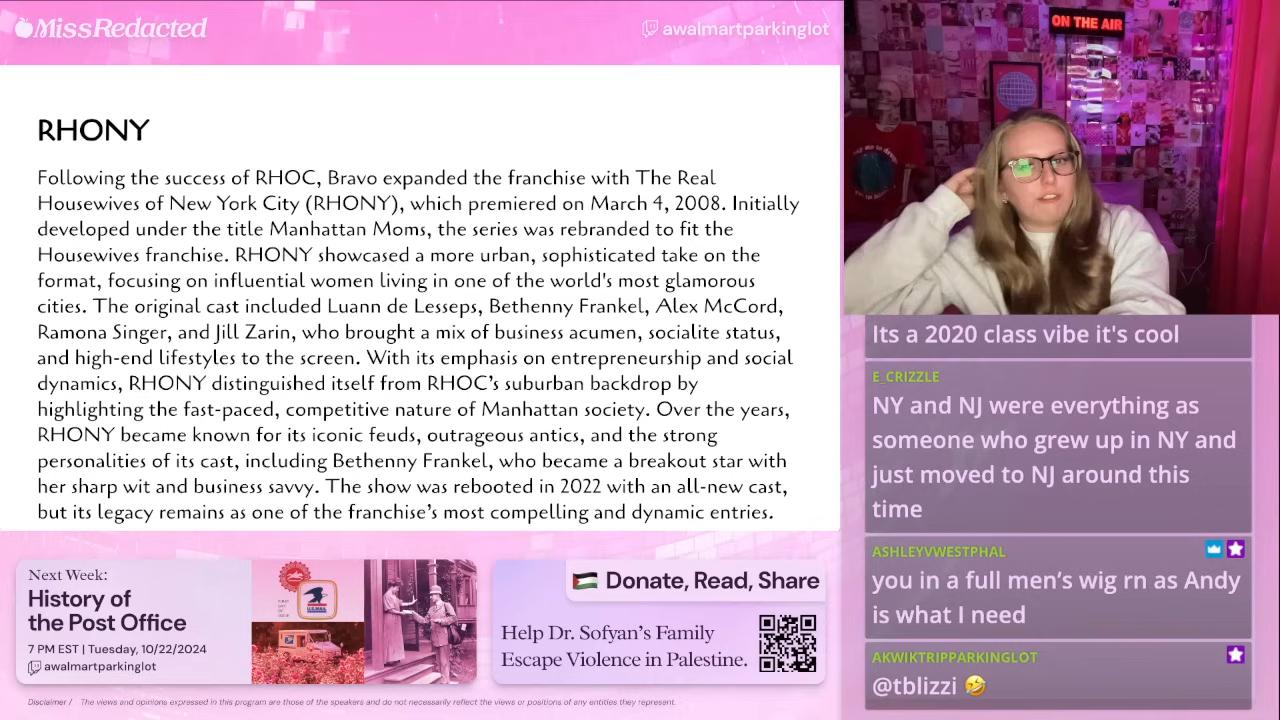 MissRedacted
awalmartparkinglot
ON THE AIR
RHONY
Following the success of RHOC, Bravo expanded the franchise with The Real
Housewives of New York City (RHONY), which premiered on March 4, 2008. Initially
developed under the title Manhattan Moms, the series was rebranded to fit the
Housewives franchise. RHONY showcased a more urban, sophisticated take on the
format, focusing on influential women living in one of the world's most glamorous
cities. The original cast included Luann de Lesseps, Bethenny Frankel, Alex McCord,
Ramona Singer, and Jill Zarin, who brought a mix of business acumen, socialite status,
and high-end lifestyles to the screen. With its emphasis on entrepreneurship and social
dynamics, RHONY distinguished itself from RHOC's suburban backdrop by
highlighting the fast-paced, competitive nature of Manhattan society. Over the years,
RHONY became known for its iconic feuds, outrageous antics, and the strong
personalities of its cast, including Bethenny Frankel, who became a breakout star with
her sharp wit and business savvy. The show was rebooted in 2022 with an all-new cast,
but its legacy remains as one of the franchise's most compelling and dynamic entries.
Its a 2020 class vibe it's cool
E_CRIZZLE
NY and NJ were everything as
someone who grew up in NY and
just moved to NJ around this
time
ASHLEYVWESTPHAL
you in a full men's wig rn as Andy
is what I need
AKWIKTRIPPARKINGLOT
@tblizzi 🤣
Next Week:
History of
the Post Office
7 PM EST | Tuesday, 10/22/2024
awalmartparkinglot
U.S.MAIL
🇵🇸 Donate, Read, Share
Help Dr. Sofyan's Family
Escape Violence in Palestine.
Disclaimer / The views and opinions expressed in this program are those of the speakers and do not necessarily reflect the views or positions of any entities they represent.